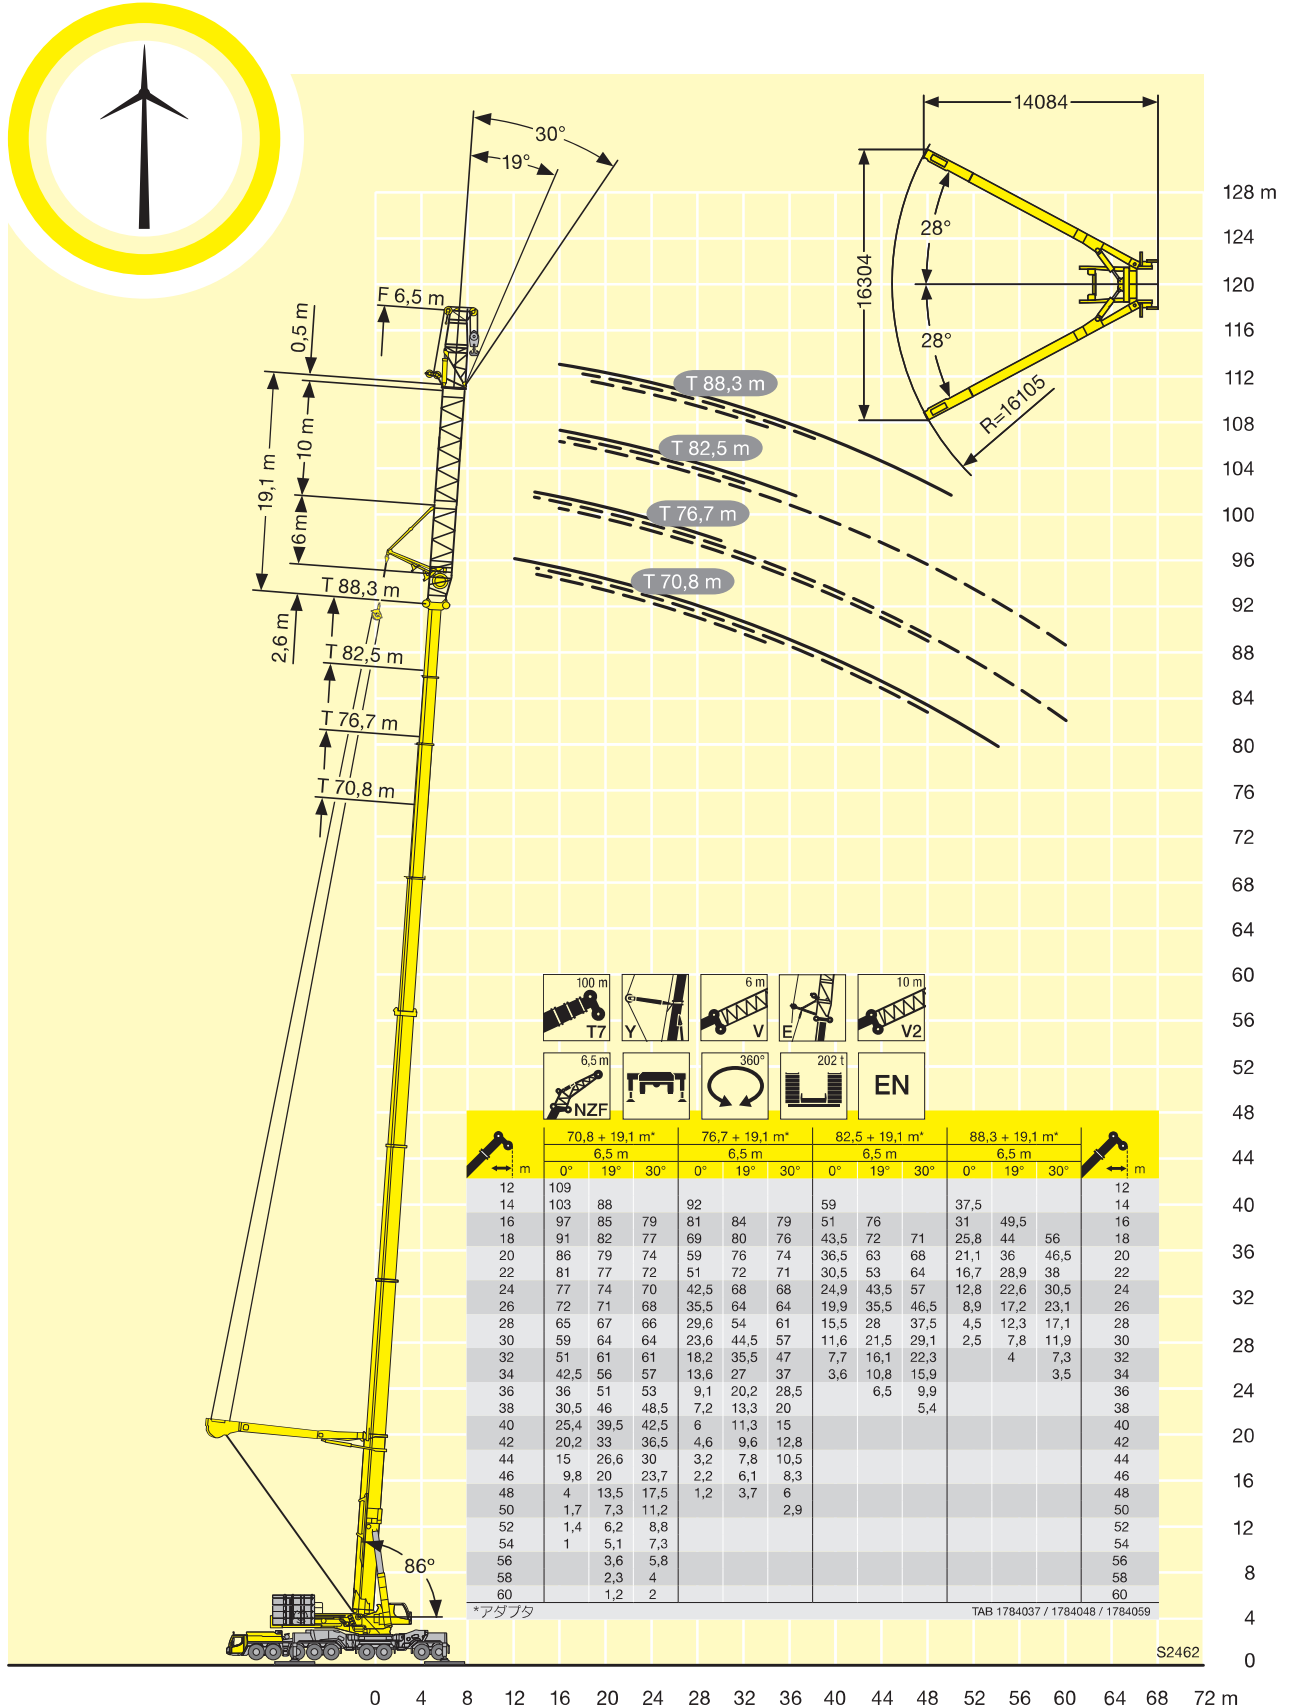 14084
30°
19°
128 m
124
28°
120
16304
F 6,5 m
0,5 m
116
28°
112
T 88,3 m
R=16105
108
10 m
T 82,5 m
19,1 m
104
100
T 76,7 m
6 m
96
T 70,8 m
T 88,3 m
92
2,6 m
T 82,5 m
88
84
T 76,7 m
80
T 70,8 m
76
72
68
64
60
100 m
T7
Y
6 m
V
E
10 m
V2
56
52
6,5 m
NZF
360°
202 t
EN
48
70,8 + 19,1 m* 76,7 + 19,1 m* 82,5 + 19,1 m* 88,3 + 19,1 m*
6,5 m 6,5 m 6,5 m 6,5 m
m 0° 19° 30° 0° 19° 30° 0° 19° 30° 0° 19° 30° m
44
12 109 12
14 103 88 92 59 37,5 14
40
16 97 85 79 81 84 79 51 76 31 49,5 16
18 91 82 77 69 80 76 43,5 72 71 25,8 44 56 18
20 86 79 74 59 76 74 36,5 63 68 21,1 36 46,5 20
36
22 81 77 72 51 72 71 30,5 53 64 16,7 28,9 38 22
24 77 74 70 42,5 68 68 24,9 43,5 57 12,8 22,6 30,5 24
32
26 72 71 68 35,5 64 64 19,9 35,5 46,5 8,9 17,2 23,1 26
28 65 67 66 29,6 54 61 15,5 28 37,5 4,5 12,3 17,1 28
30 59 64 64 23,6 44,5 57 11,6 21,5 29,1 2,5 7,8 11,9 30
28
32 51 61 61 18,2 35,5 47 7,7 16,1 22,3 4 7,3 32
34 42,5 56 57 13,6 27 37 3,6 10,8 15,9 3,5 34
36 36 51 53 9,1 20,2 28,5 6,5 9,9 36
24
38 30,5 46 48,5 7,2 13,3 20 5,4 38
40 25,4 39,5 42,5 6 11,3 15 40
20
42 20,2 33 36,5 4,6 9,6 12,8 42
44 15 26,6 30 3,2 7,8 10,5 44
46 9,8 20 23,7 2,2 6,1 8,3 46
16
48 4 13,5 17,5 1,2 3,7 6 48
50 1,7 7,3 11,2 2,9 50
52 1,4 6,2 8,8 52
12
54 1 5,1 7,3 54
56 3,6 5,8 56
86°
8
58 2,3 4 58
60 1,2 2 60
*アダプタ
TAB 1784037 / 1784048 / 1784059
4
S2462
0
0 4 8 12 16 20 24 28 32 36 40 44 48 52 56 60 64 68 72 m